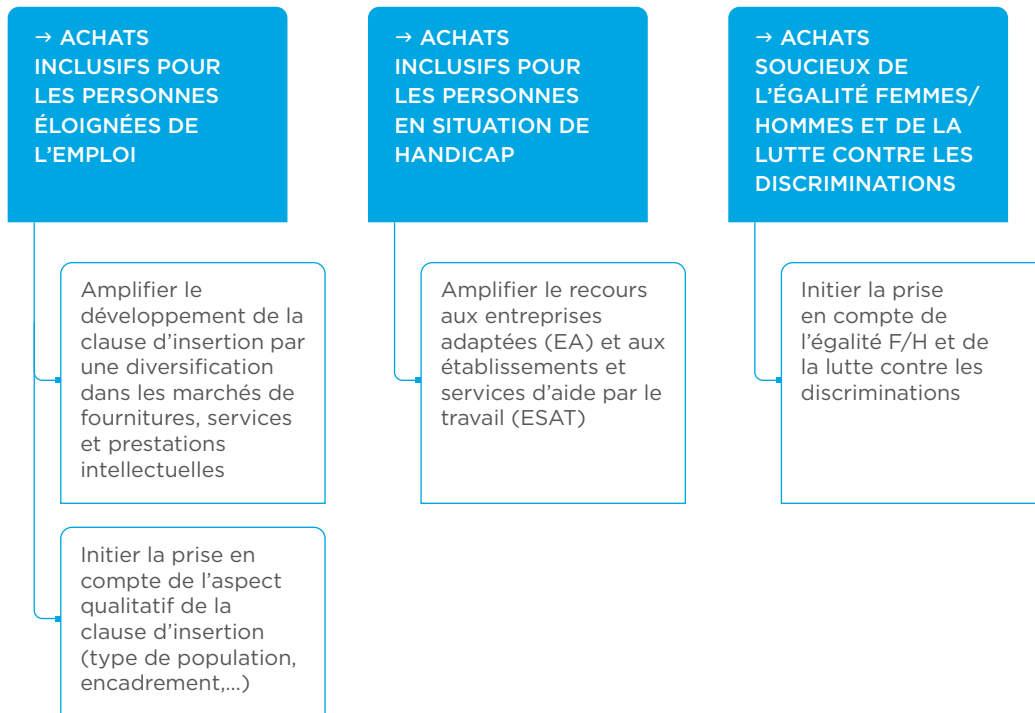 → ACHATS
INCLUSIFS POUR
LES PERSONNES
ÉLOIGNÉES DE
L’EMPLOI
Amplifier le
développement de la
clause d’insertion par
une diversification
dans les marchés de
fournitures, services
et prestations
intellectuelles
Initier la prise en
compte de l’aspect
qualitatif de la
clause d’insertion
(type de population,
encadrement,...)
→ ACHATS
INCLUSIFS POUR
LES PERSONNES
EN SITUATION DE
HANDICAP
Amplifier le recours
aux entreprises
adaptées (EA) et aux
établissements et
services d’aide par le
travail (ESAT)
→ ACHATS
SOUCIEUX DE
L’ÉGALITÉ FEMMES/
HOMMES ET DE LA
LUTTE CONTRE LES
DISCRIMINATIONS
Initier la prise
en compte de
l’égalité F/H et de
la lutte contre les
discriminations